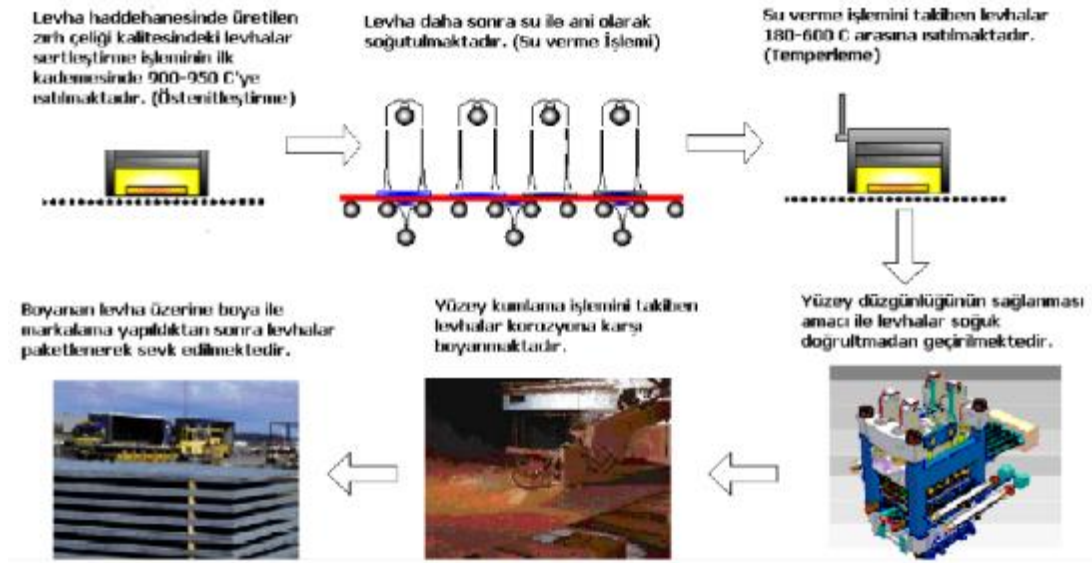 Levha haddehanesinde üretilen
zırh çeliği kalitesindeki levhalar
sertleştirme işleminin ilk
kademesinde 900-950 C'ye
ısıtılmaktadır. (Östenitleştirme)
Levha daha sonra su ile ani olarak
soğutulmaktadır. (Su verme İşlemi)
Su verme işlemini takiben levhalar
180-600 C arasına ısıtılmaktadır.
(Temperleme)
Yüzey düzgünlüğünün sağlanması
amacı ile levhalar soğuk
doğrultmadan geçirilmektedir.
Yüzey kumlama işlemini takiben
levhalar korozyona karşı
boyanmaktadır.
Boyanan levha üzerine boya ile
markalama yapıldıktan sonra levhalar
paketlenerek sevk edilmektedir.